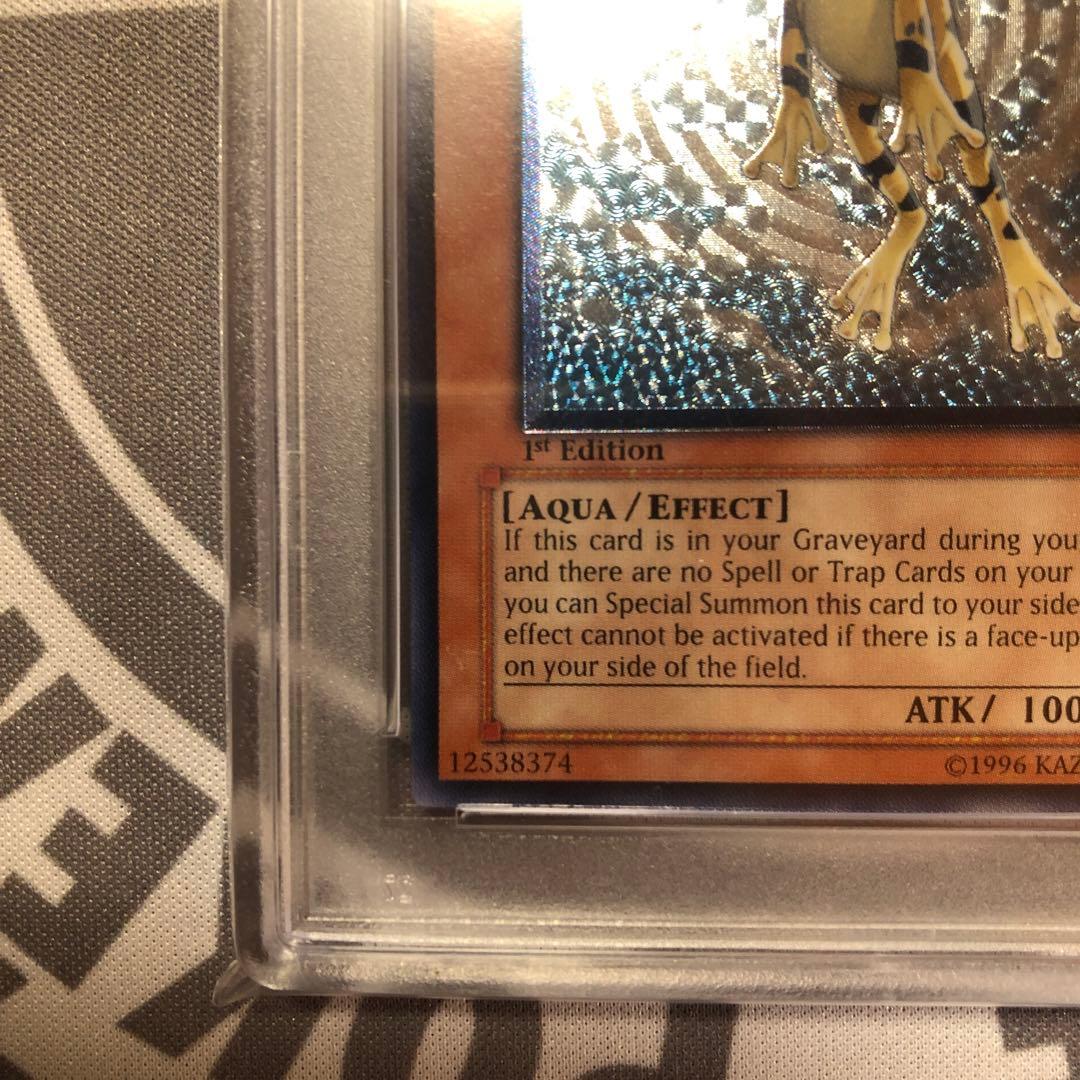 1st Edition
[AQUA / EFFECT]
If this card is in your Graveyard during you
and there are no Spell or Trap Cards on your
you can Special Summon this card to your side
effect cannot be activated if there is a face-up
on your side of the field.
ATK / 100
12538374
©1996 KAZ